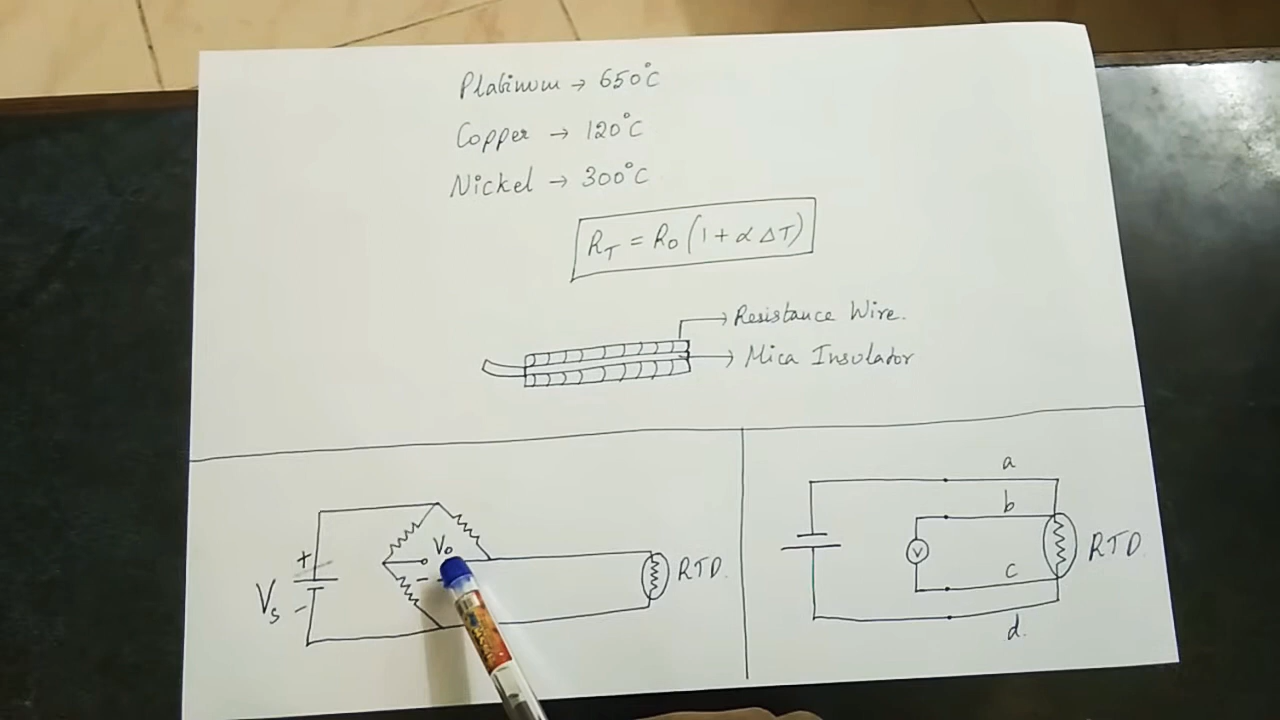 Platinum → 650°C
Copper → 120°C
Nickel → 300°C
R_T = R_0 (1 + α ΔT)
→ Resistance Wire.
→ Mica Insulator
+
V_s
-
V_o
-
RTD.
a
b
V
c
d.
RTD